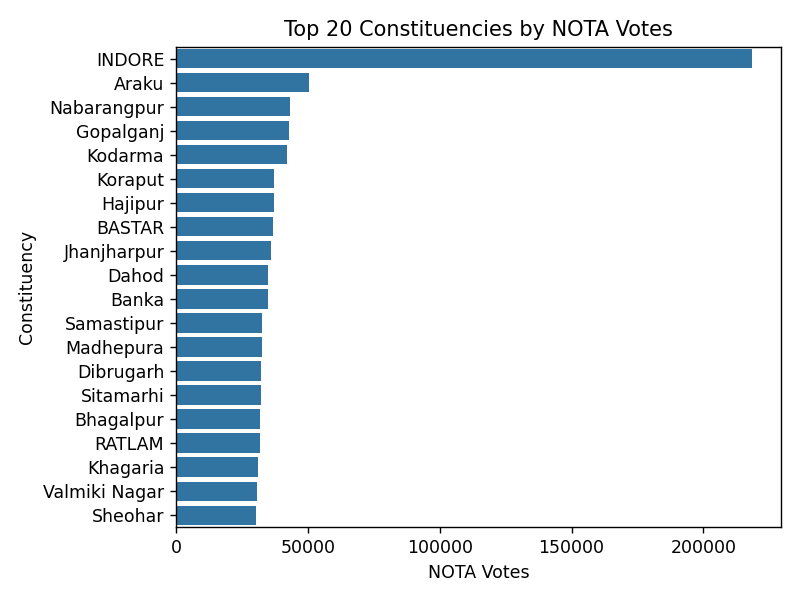 Top 20 Constituencies by NOTA Votes
INDORE
Araku
Nabarangpur
Gopalganj
Kodarma
Koraput
Hajipur
BASTAR
Jhanjharpur
Dahod
Banka
Samastipur
Madhepura
Dibrugarh
Sitamarhi
Bhagalpur
RATLAM
Khagaria
Valmiki Nagar
Sheohar
Constituency
0 50000 100000 150000 200000
NOTA Votes